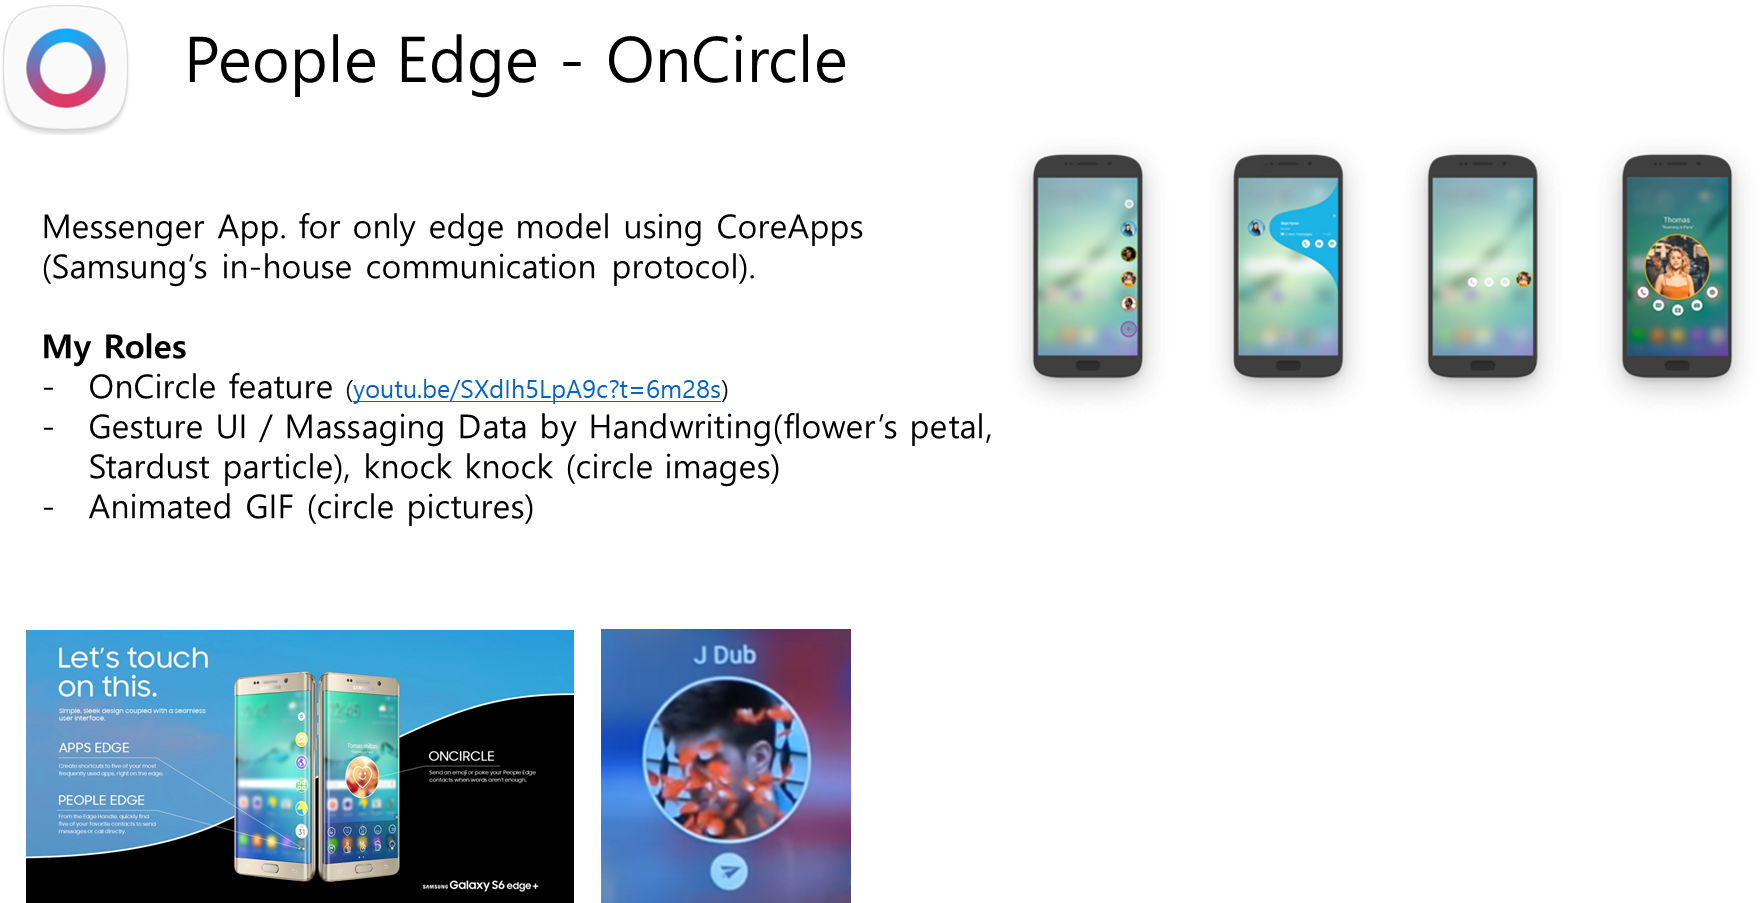 People Edge - OnCircle
Messenger App. for only edge model using CoreApps
(Samsung’s in-house communication protocol).
My Roles
- OnCircle feature (youtu.be/SXdIh5LpA9c?t=6m28s)
- Gesture UI / Massaging Data by Handwriting(flower’s petal,
Stardust particle), knock knock (circle images)
- Animated GIF (circle pictures)
Thomas
Let’s touch
on this.
Simple, sleek design coupled with a seamless
user interface.
APPS EDGE
Create shortcuts to five of your most
frequently used apps, right on the edge.
PEOPLE EDGE
From the Edge Handle, quickly find
five of your favorite contacts to send
messages or call directly.
ONCIRCLE
Send an emoji or poke your People Edge
contacts when words aren’t enough.
31
SAMSUNG Galaxy S6 edge+
J Dub